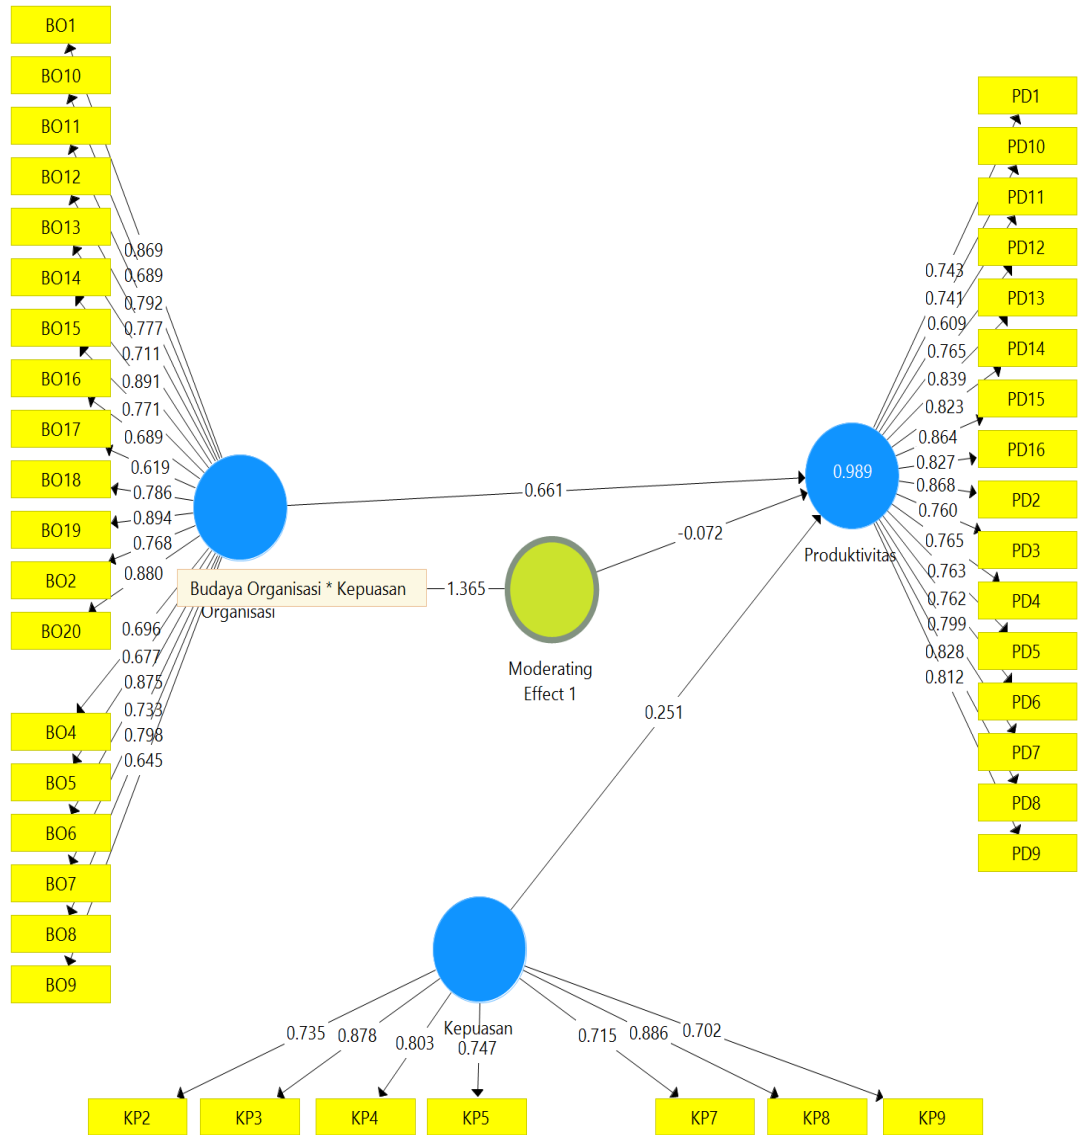 BO1
BO10
BO11
BO12
BO13
BO14
BO15
BO16
BO17
BO18
BO19
BO2
BO20
BO4
BO5
BO6
BO7
BO8
BO9
0.869
0.689
0.792
0.777
0.711
0.891
0.771
0.689
0.619
0.786
0.894
0.768
0.880
0.696
0.677
0.875
0.733
0.798
0.645
Budaya Organisasi * Kepuasan
Organisasi
1.365
Moderating
Effect 1
0.661
-0.072
0.251
0.989
Produktivitas
0.743
0.741
0.609
0.765
0.839
0.823
0.864
0.827
0.868
0.760
0.765
0.763
0.762
0.799
0.828
0.812
PD1
PD10
PD11
PD12
PD13
PD14
PD15
PD16
PD2
PD3
PD4
PD5
PD6
PD7
PD8
PD9
Kepuasan
0.735
0.878
0.803
0.747
0.715
0.886
0.702
KP2
KP3
KP4
KP5
KP7
KP8
KP9